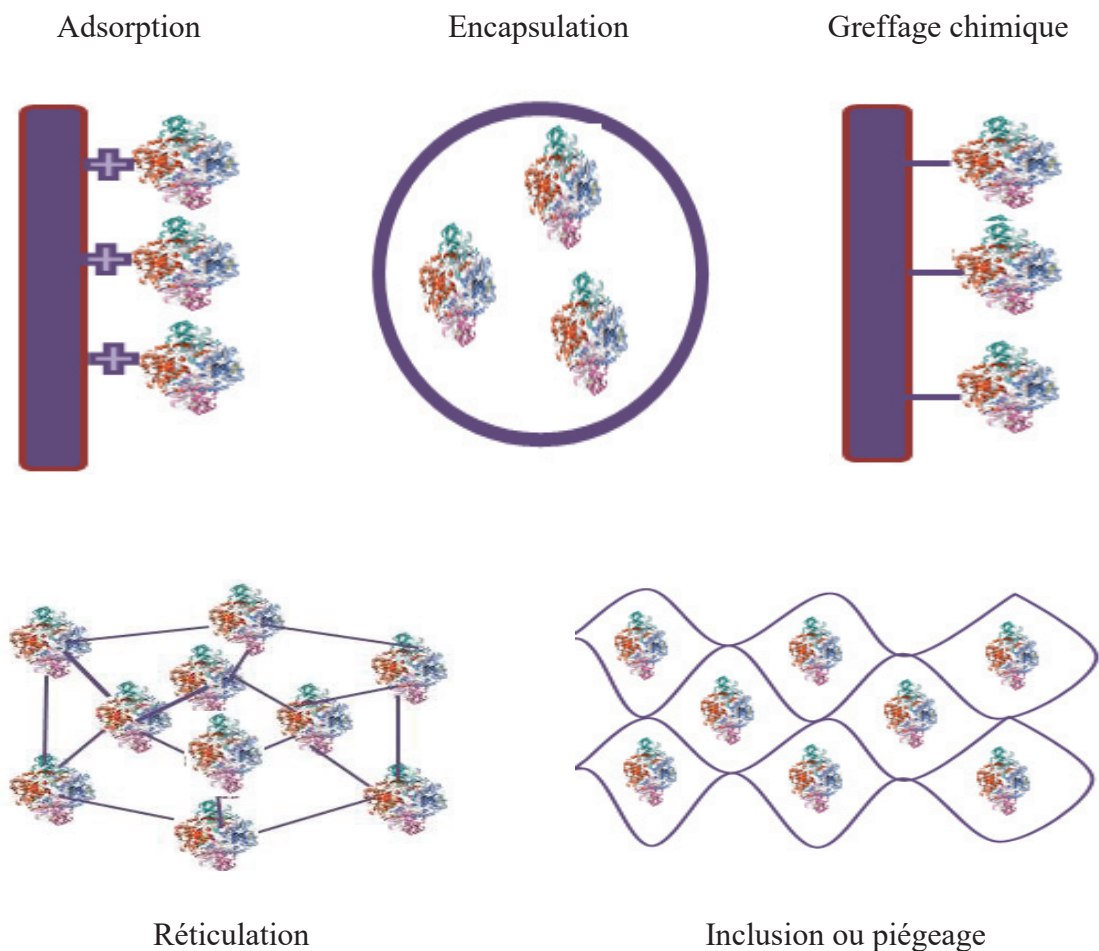 Adsorption
Encapsulation
Greffage chimique
Réticulation
Inclusion ou piégeage